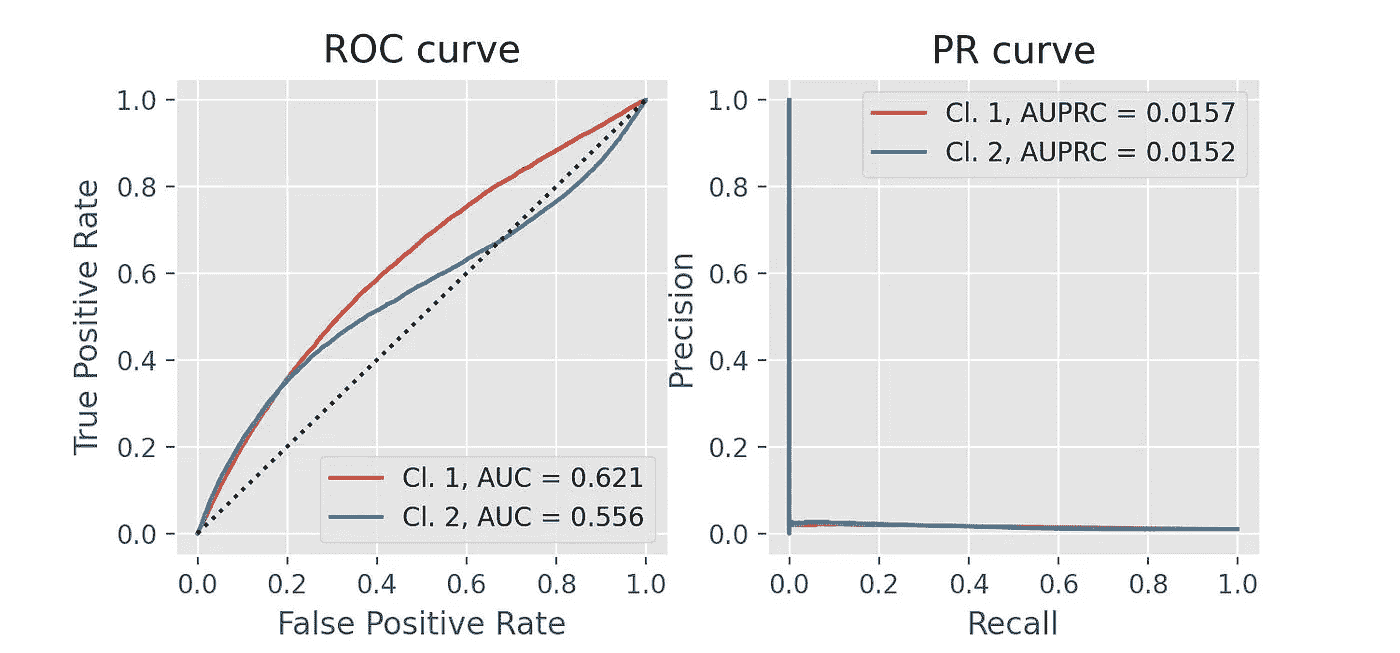 ROC curve
True Positive Rate
1.0
0.8
0.6
0.4
0.2
0.0
Cl. 1, AUC = 0.621
Cl. 2, AUC = 0.556
0.0 0.2 0.4 0.6 0.8 1.0
False Positive Rate
PR curve
Precision
1.0
0.8
0.6
0.4
0.2
0.0
Cl. 1, AUPRC = 0.0157
Cl. 2, AUPRC = 0.0152
0.0 0.2 0.4 0.6 0.8 1.0
Recall